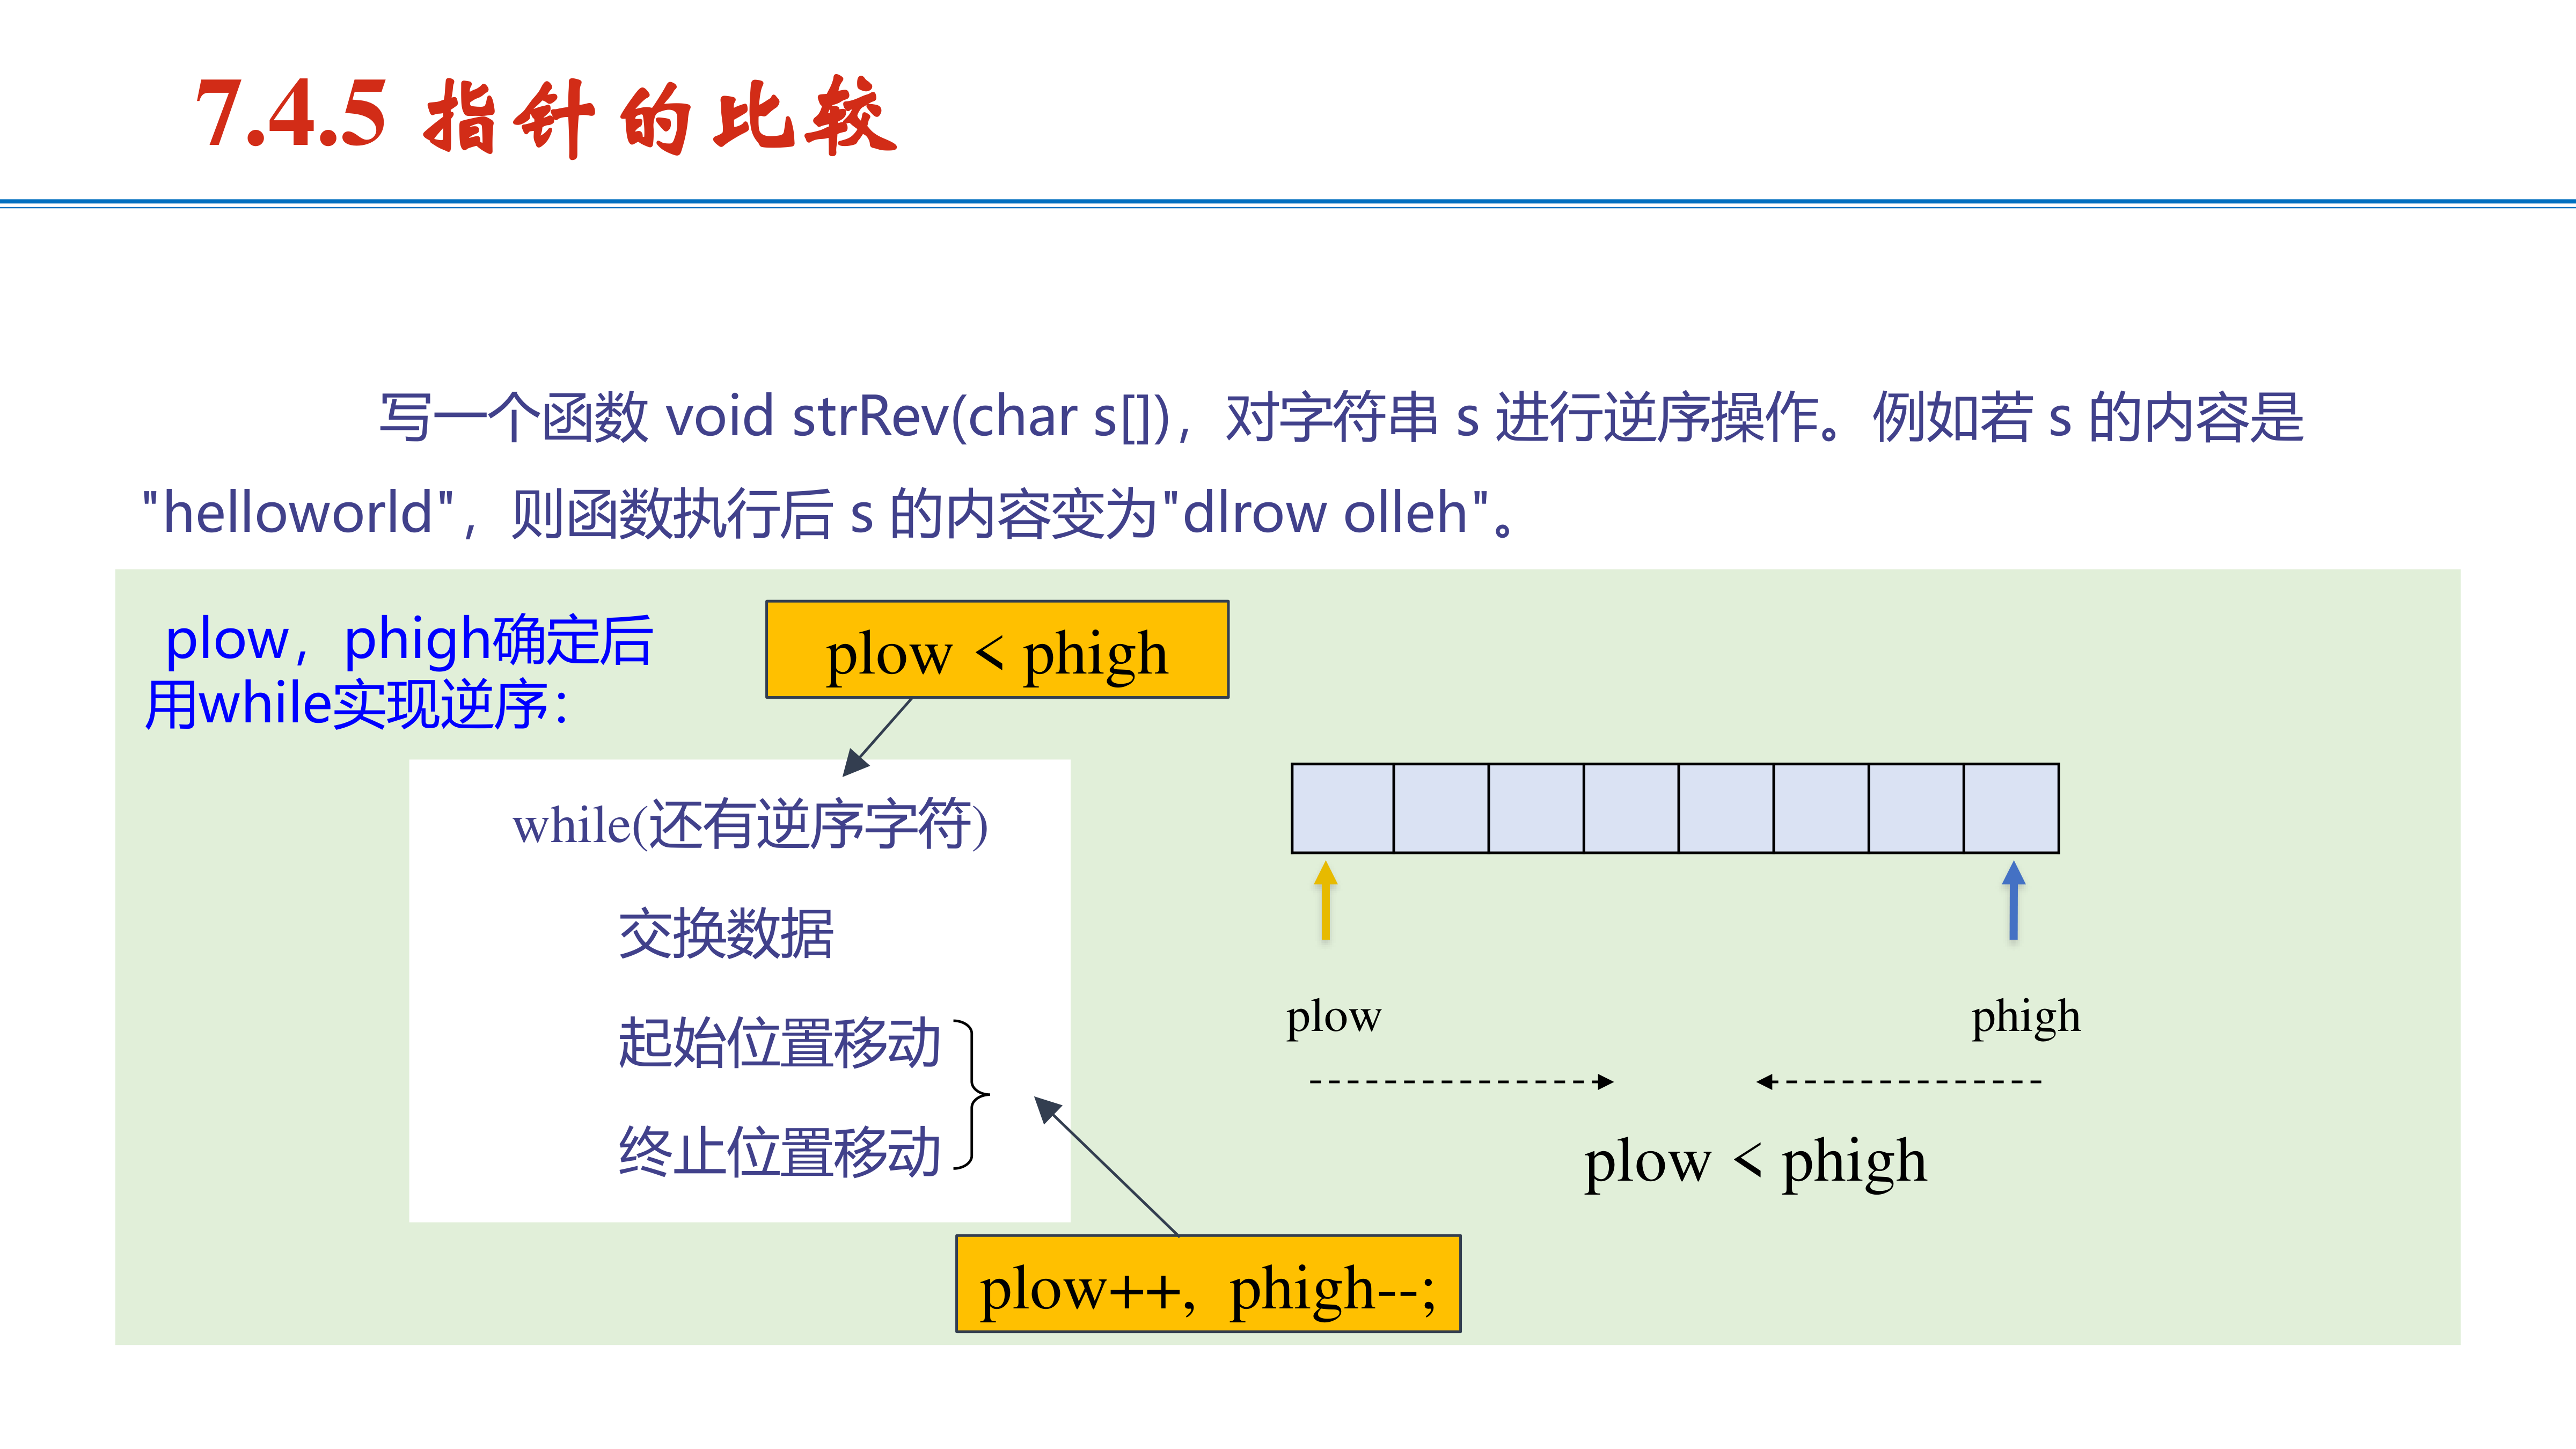 7.4.5 指针的比较
写一个函数 void strRev(char s[])，对字符串 s 进行逆序操作。例如若 s 的内容是
"helloworld"，则函数执行后 s 的内容变为"dlrow olleh"。
plow，phigh确定后
用while实现逆序：
plow < phigh
while(还有逆序字符)
交换数据
起始位置移动
终止位置移动
plow++, phigh--;
plow
phigh
plow < phigh